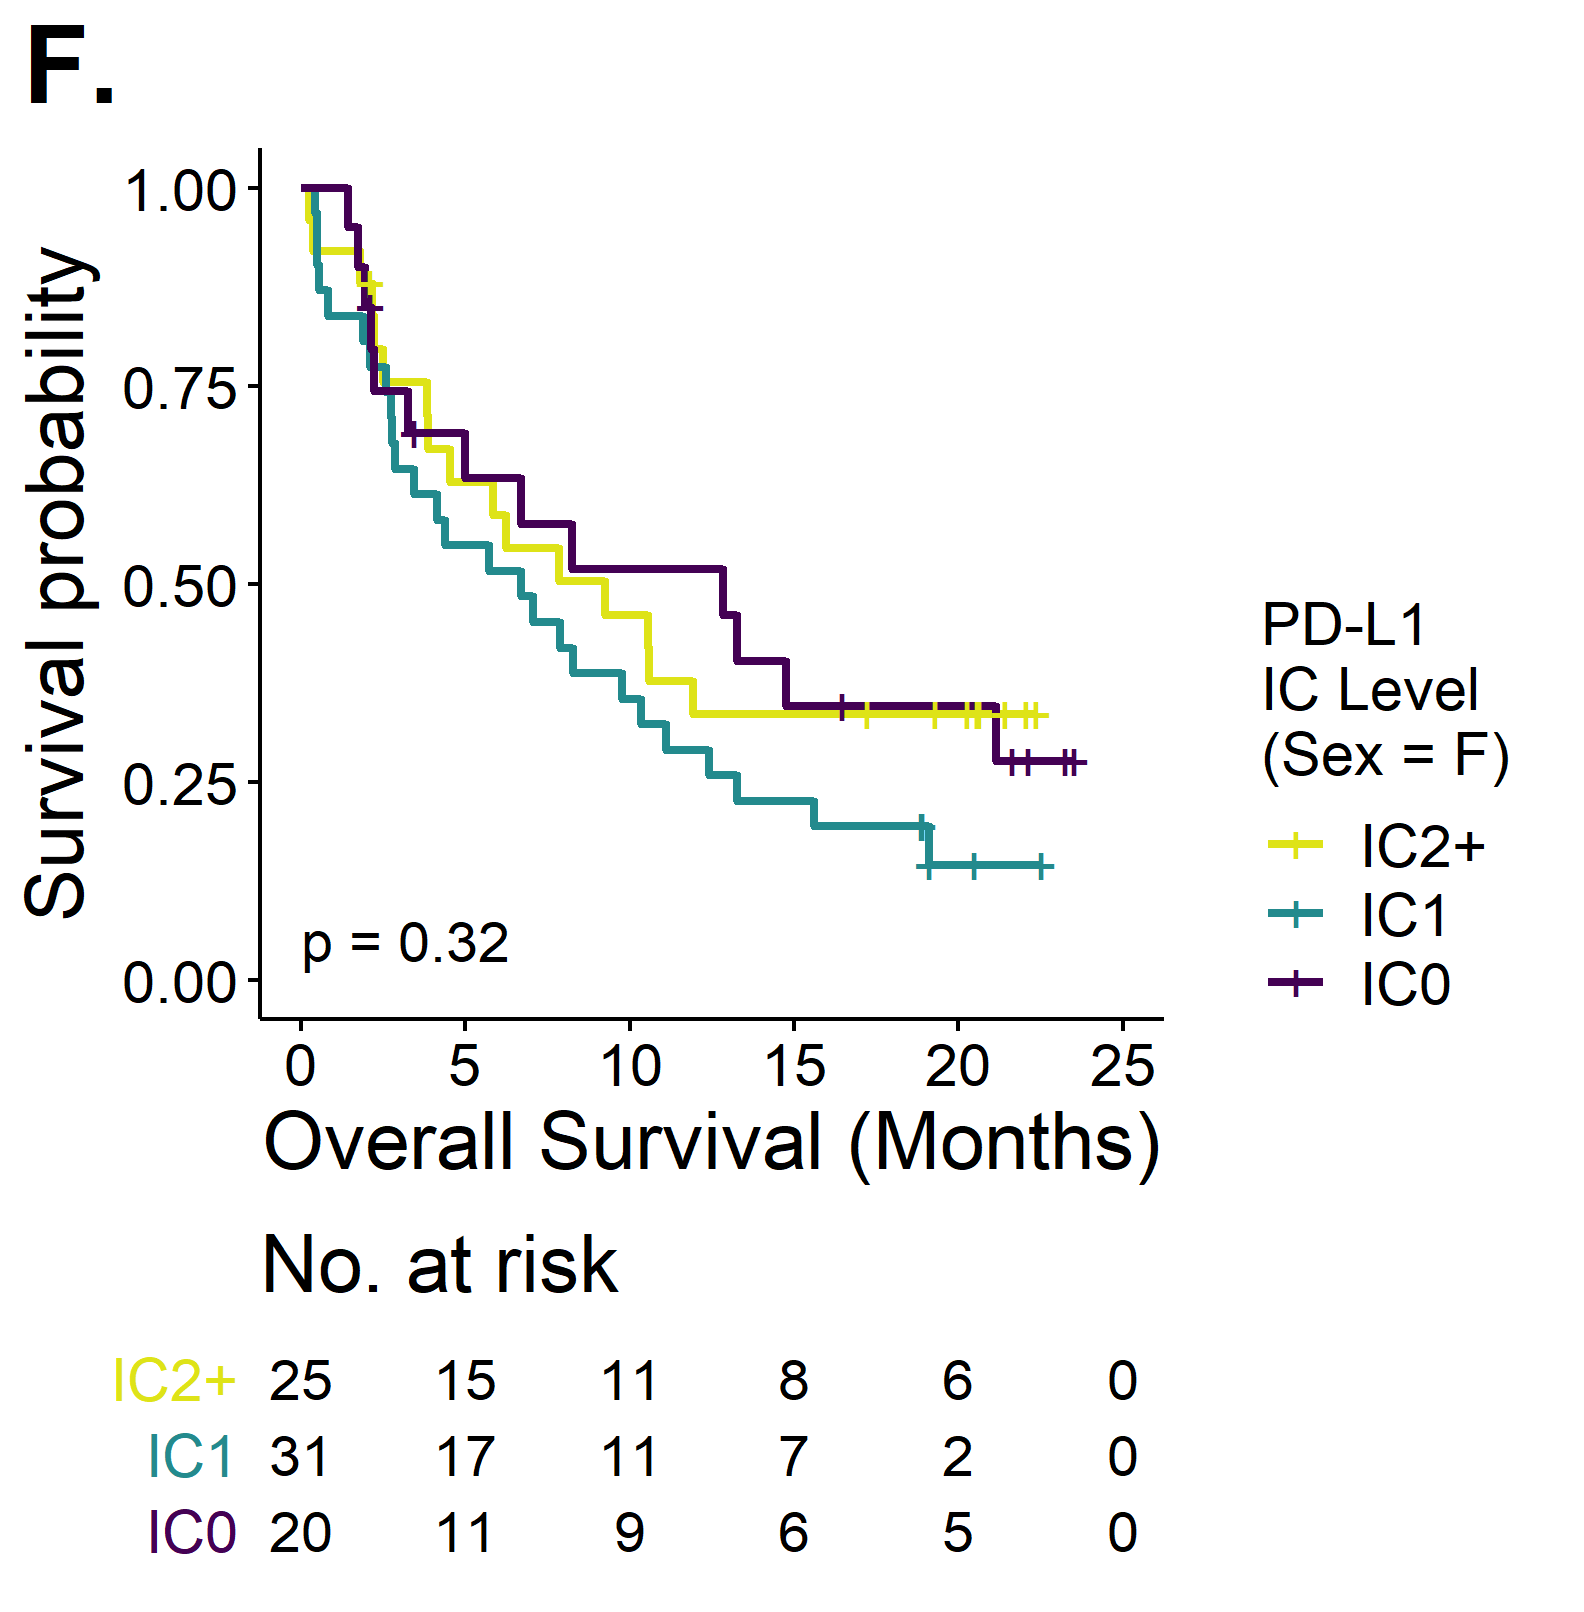 F.
1.00
0.75
0.50
0.25
0.00
Survival probability
p = 0.32
0 5 10 15 20 25
Overall Survival (Months)
PD-L1
IC Level
(Sex = F)
IC2+
IC1
IC0
No. at risk
IC2+ 25 15 11 8 6 0
IC1 31 17 11 7 2 0
IC0 20 11 9 6 5 0